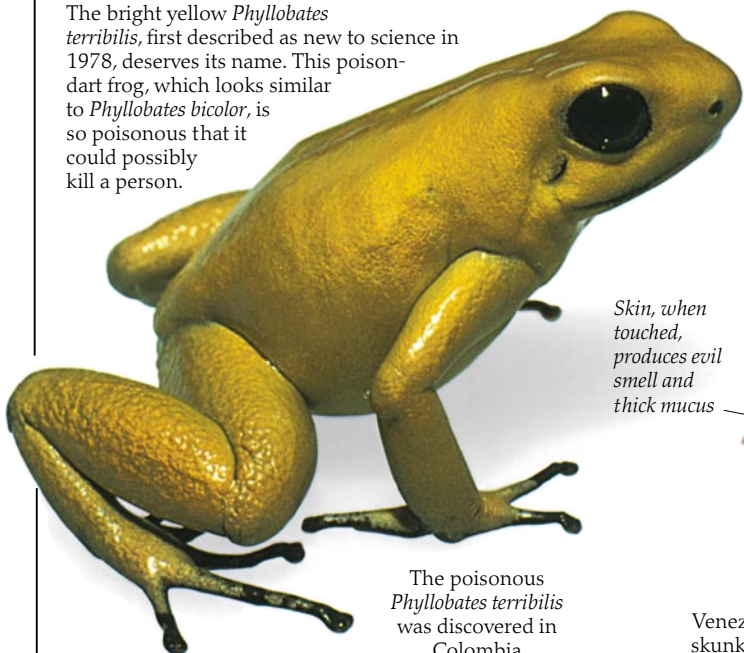 The bright yellow Phyllobates
terribilis, first described as new to science in
1978, deserves its name. This poison-
dart frog, which looks similar
to Phyllobates bicolor, is
so poisonous that it
could possibly
kill a person.
Skin, when
touched,
produces evil
smell and
thick mucus
The poisonous
Phyllobates terribilis
was discovered in
Colombia
Venez
skunk